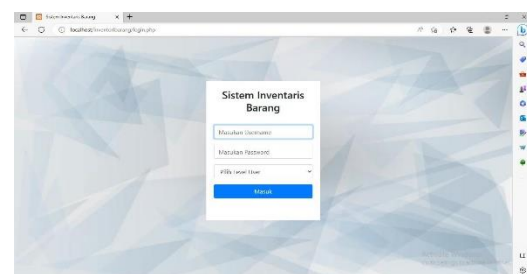 Sistem Inventaris Barang
localhost/inventoribarang/login.php
Sistem Inventaris
Barang
Masukan Username
Masukan Password
Pilih Level User
Masuk